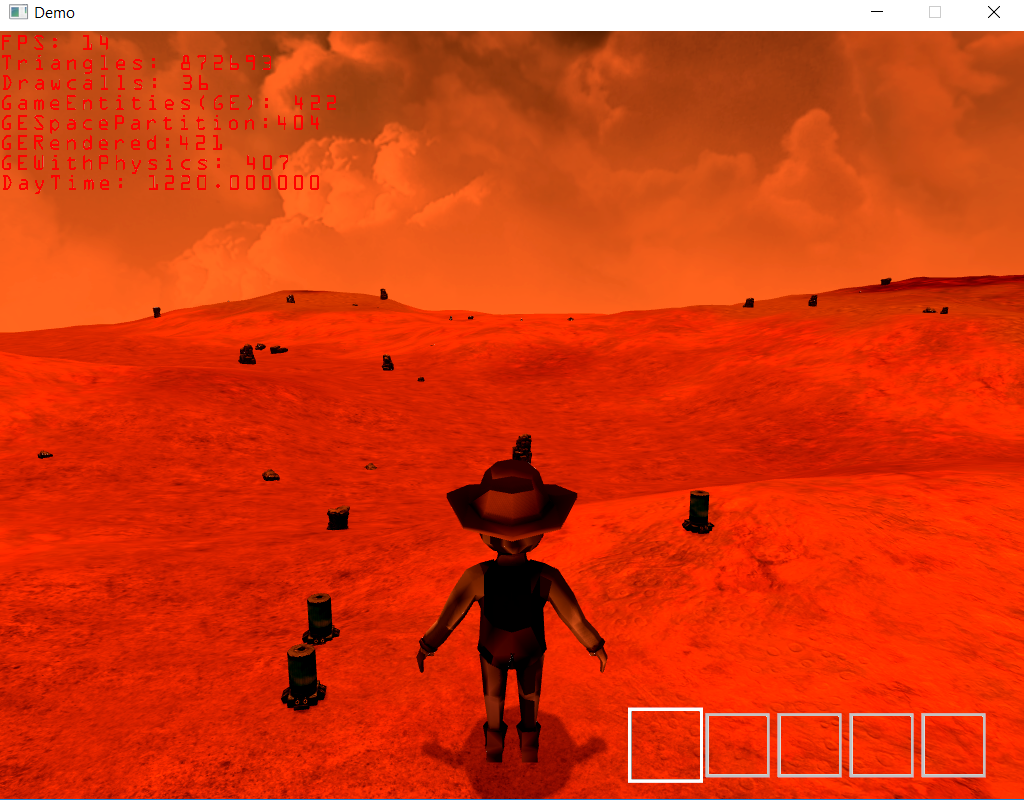 Demo
FPS: 14
Triangles: 872693
Drawcalls: 36
GameEntities(GE): 422
GESpacePartition:404
GERendered:421
GEWithPhysics: 407
DayTime: 1220.000000